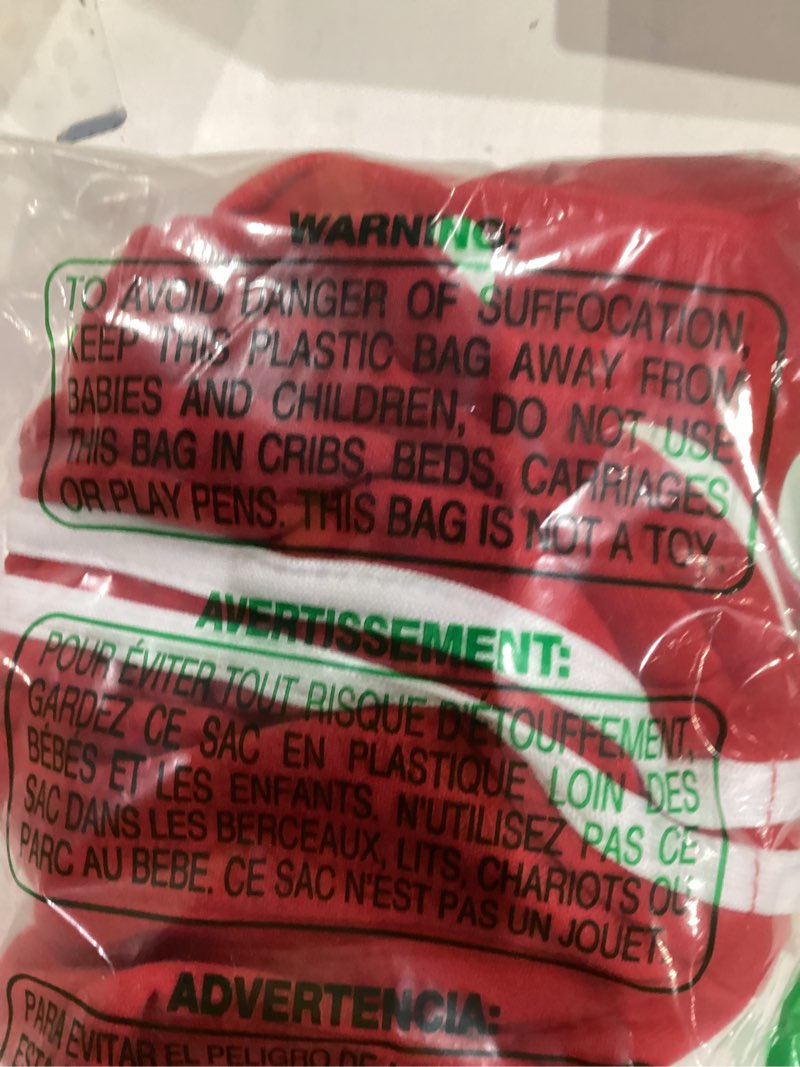 WARNING:
TO AVOID DANGER OF SUFFOCATION,
KEEP THIS PLASTIC BAG AWAY FROM
BABIES AND CHILDREN, DO NOT USE
THIS BAG IN CRIBS, BEDS, CARRIAGES
OR PLAY PENS. THIS BAG IS NOT A TOY.
AVERTISSEMENT:
POUR ÉVITER TOUT RISQUE D'ÉTOUFFEMENT,
GARDEZ CE SAC EN PLASTIQUE LOIN DES
BÉBÉS ET LES ENFANTS. N'UTILISEZ PAS CE
SAC DANS LES BERCEAUX, LITS, CHARIOTS OU
PARC AU BEBE. CE SAC N'EST PAS UN JOUET.
ADVERTENCIA:
PARA EVITAR EL PELIGRO DE
ESTA